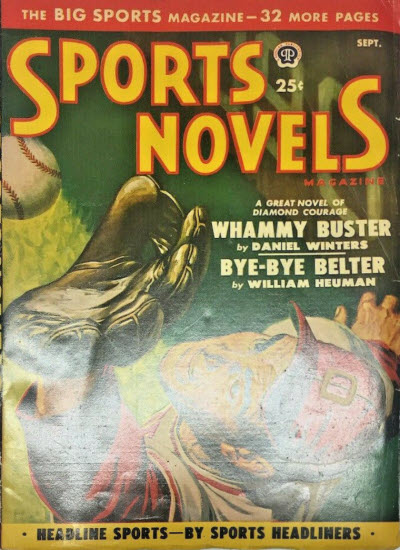 THE BIG SPORTS MAGAZINE—32 MORE PAGES
SEPT.
25¢
SPORTS
NOVELS
MAGAZINE
A GREAT NOVEL OF
DIAMOND COURAGE
WHAMMY BUSTER
by DANIEL WINTERS
BYE-BYE BELTER
by WILLIAM HEUMAN
D
· HEADLINE SPORTS—BY SPORTS HEADLINERS ·